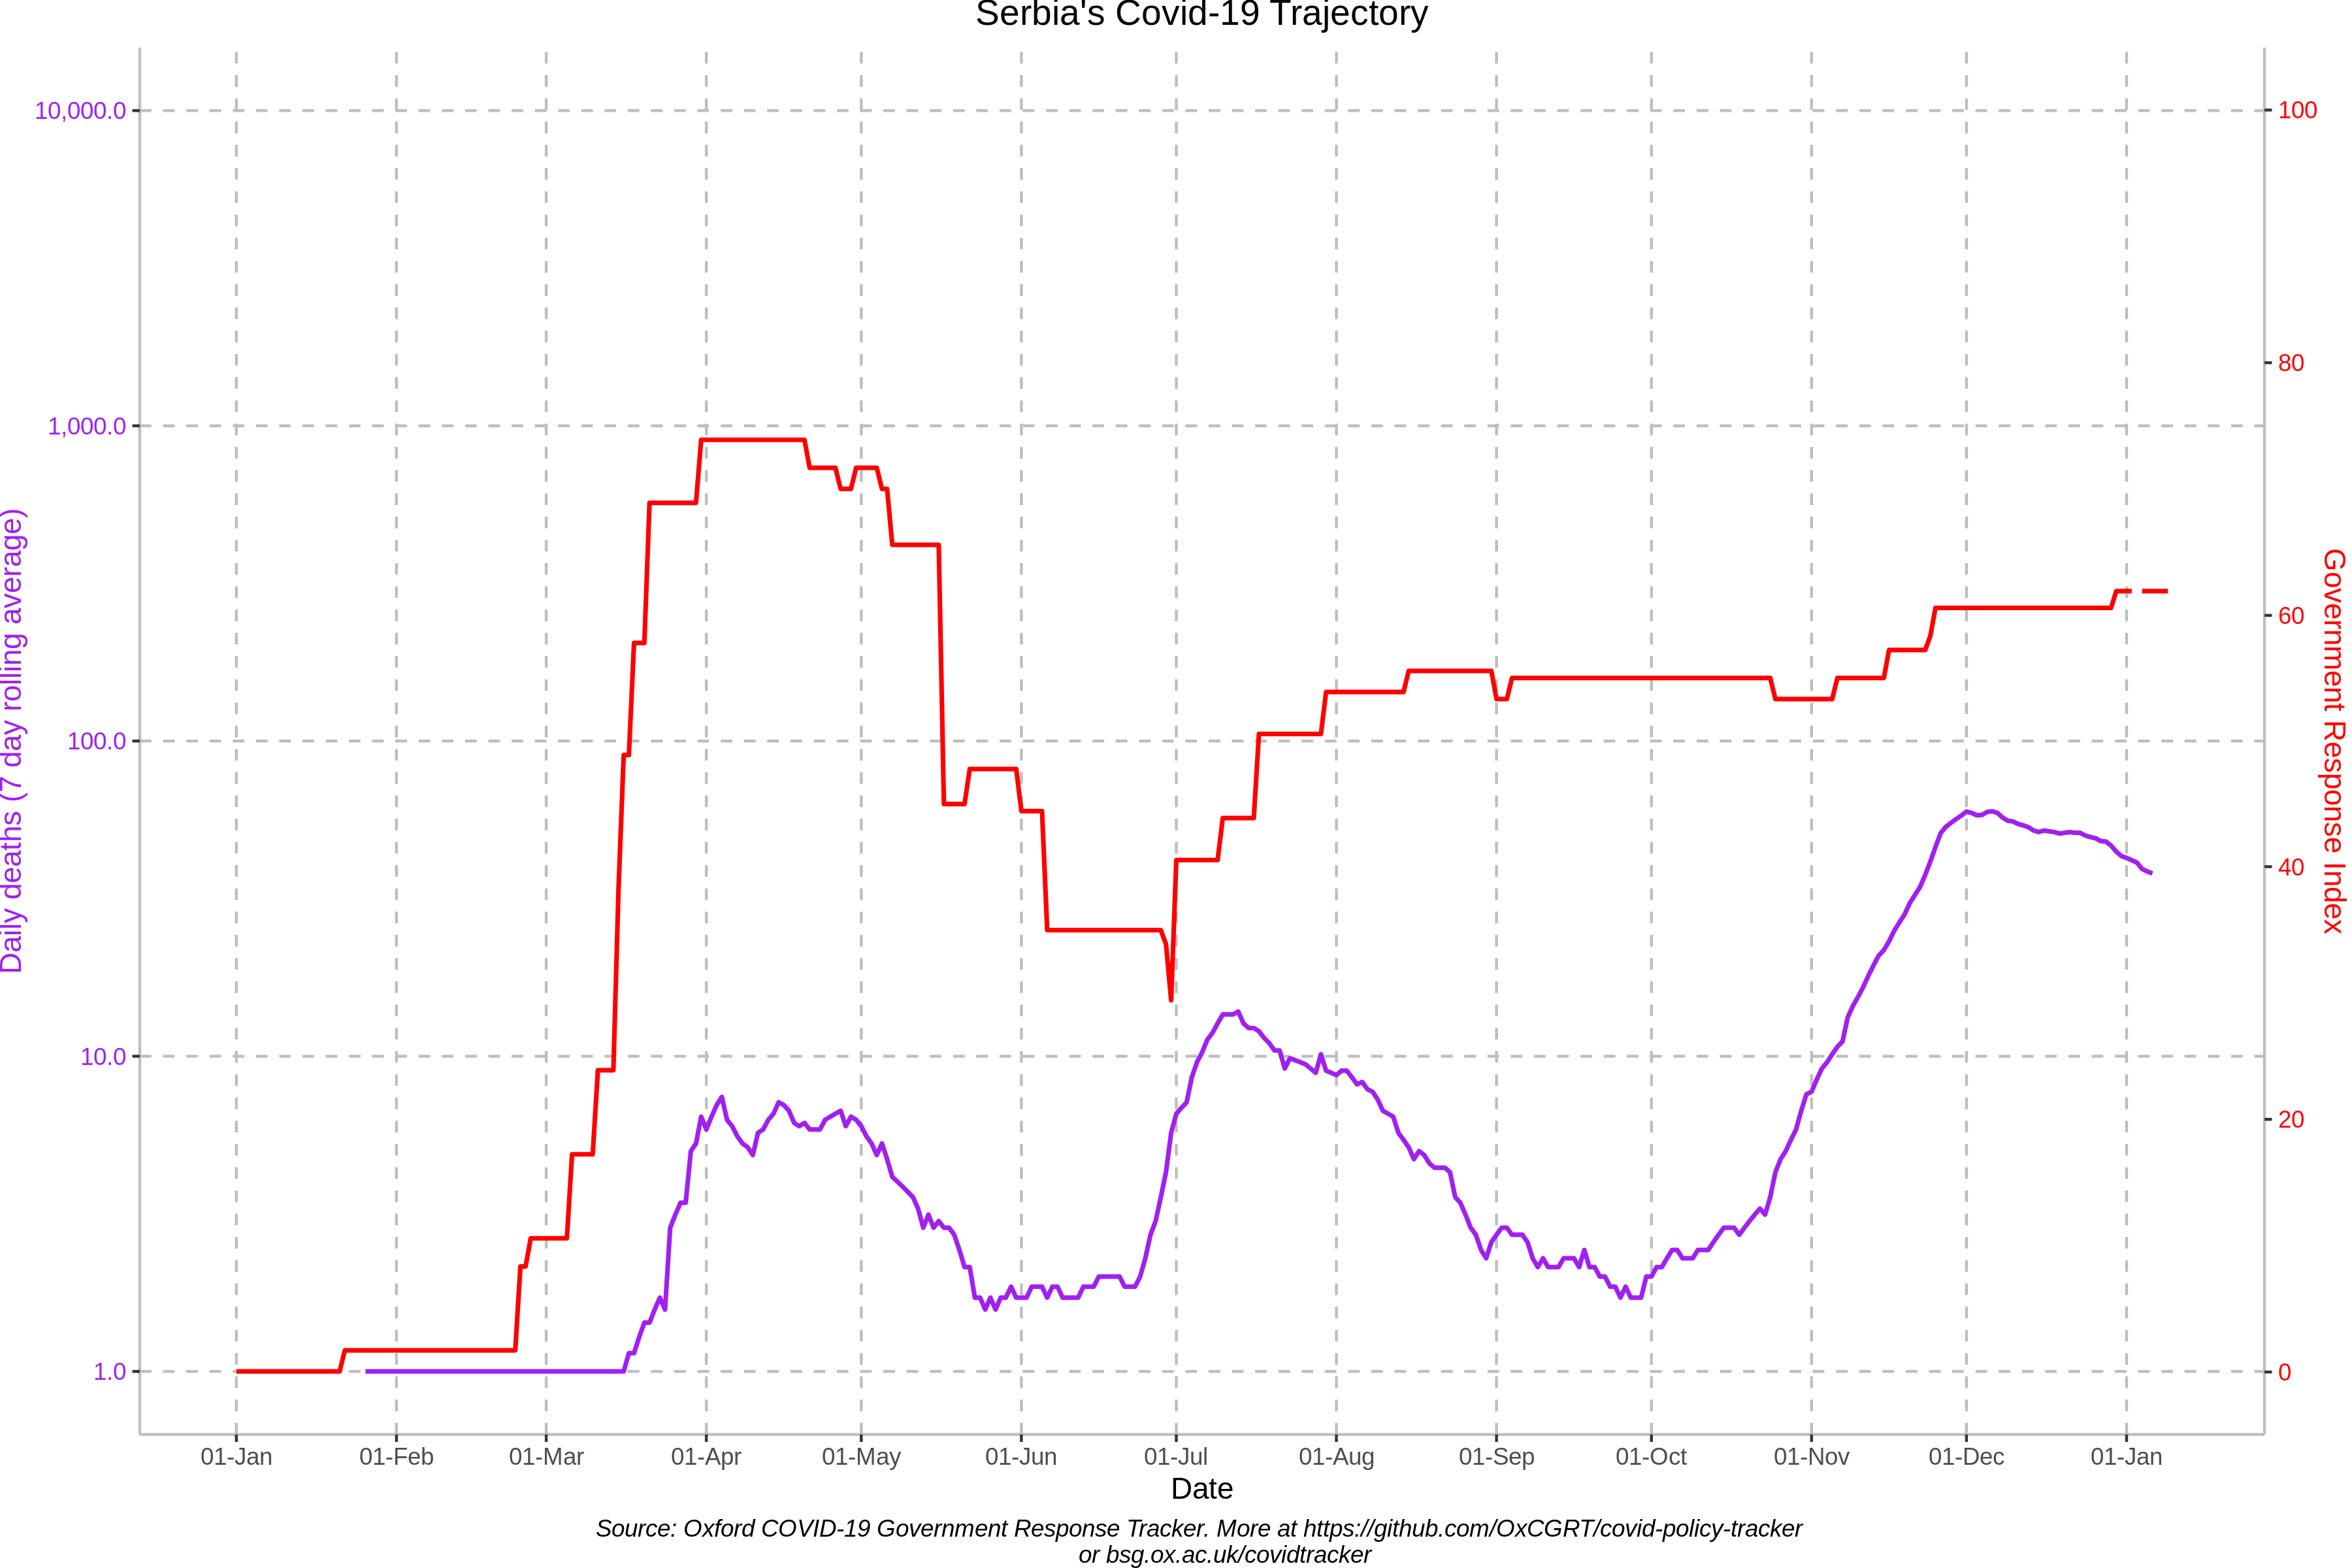 Serbia's Covid-19 Trajectory
10,000.0
1,000.0
100.0
10.0
1.0
Daily deaths (7 day rolling average)
100
80
60
40
20
0
Government Response Index
01-Jan 01-Feb 01-Mar 01-Apr 01-May 01-Jun 01-Jul 01-Aug 01-Sep 01-Oct 01-Nov 01-Dec 01-Jan
Date
Source: Oxford COVID-19 Government Response Tracker. More at https://github.com/OxCGRT/covid-policy-tracker
or bsg.ox.ac.uk/covidtracker